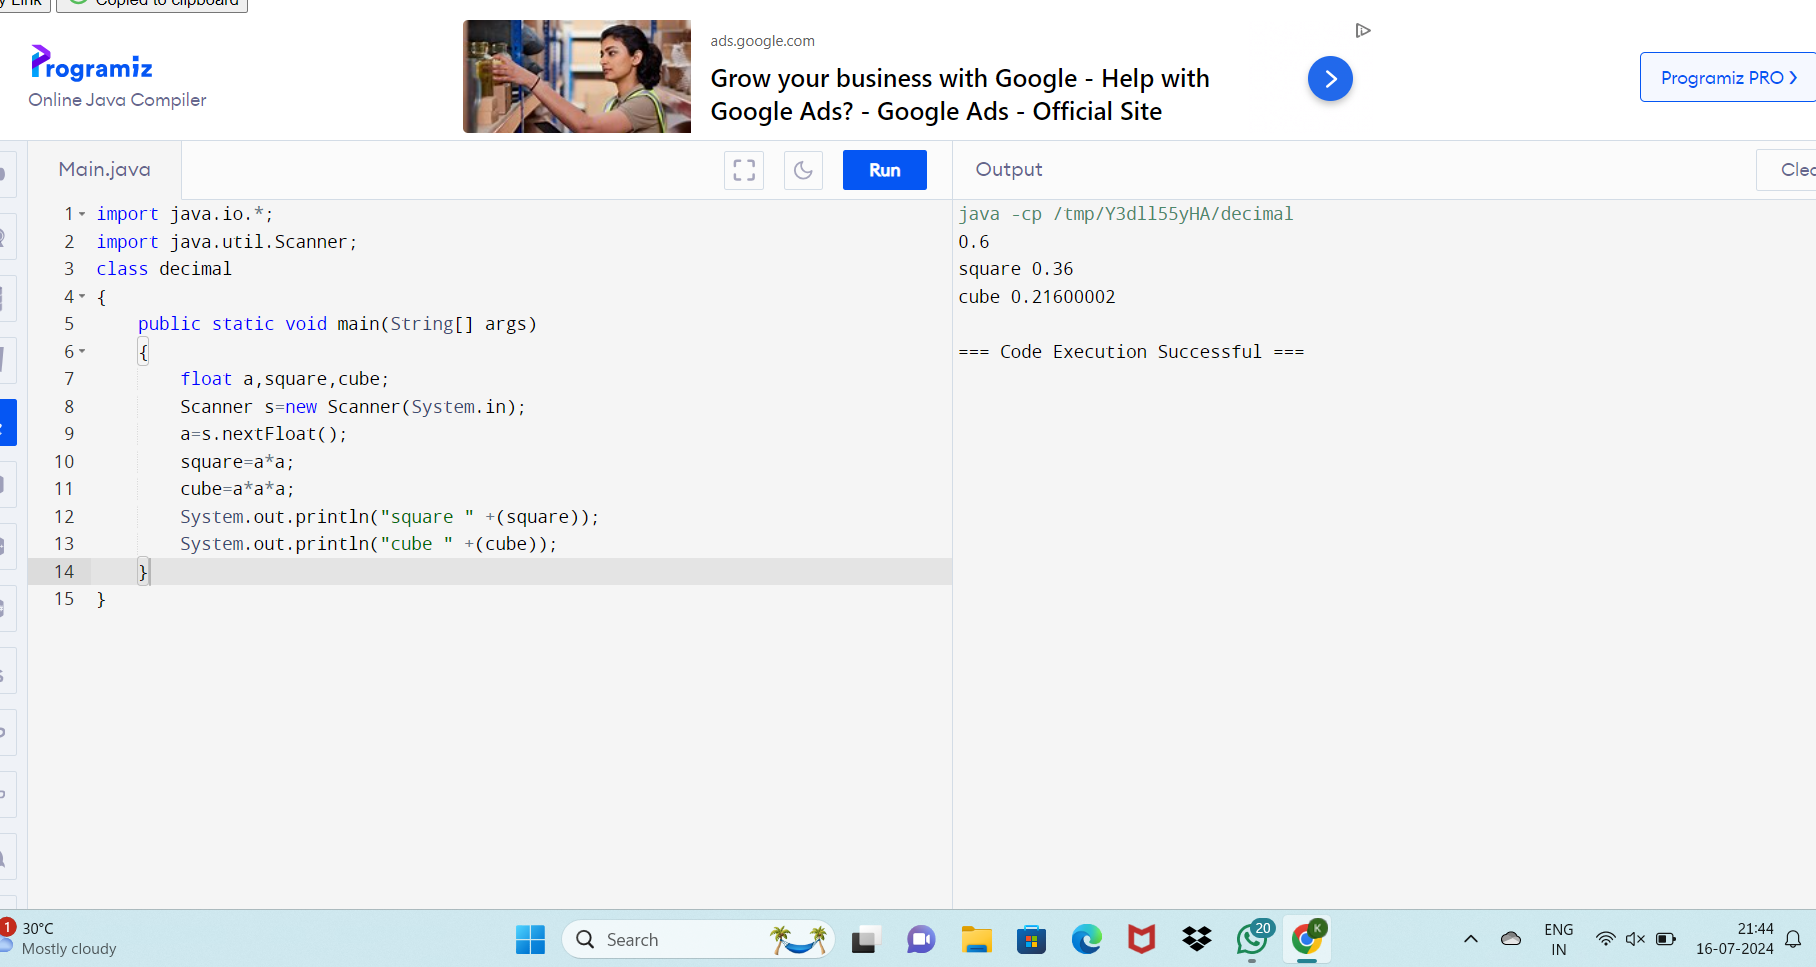 Copied to clipboard
Programiz
Online Java Compiler
ads.google.com
Grow your business with Google - Help with
Google Ads? - Google Ads - Official Site
Programiz PRO
Main.java
Run
Output
1 import java.io.*;
2 import java.util.Scanner;
3 class decimal
4 {
5 public static void main(String[] args)
6 {
7 float a,square,cube;
8 Scanner s=new Scanner(System.in);
9 a=s.nextFloat();
10 square=a*a;
11 cube=a*a*a;
12 System.out.println("square " +(square));
13 System.out.println("cube " +(cube));
14 }
15 }
java -cp /tmp/Y3dll55yHA/decimal
0.6
square 0.36
cube 0.21600002
=== Code Execution Successful ===
1
30°C
Mostly cloudy
Search
20
K
ENG
IN
21:44
16-07-2024